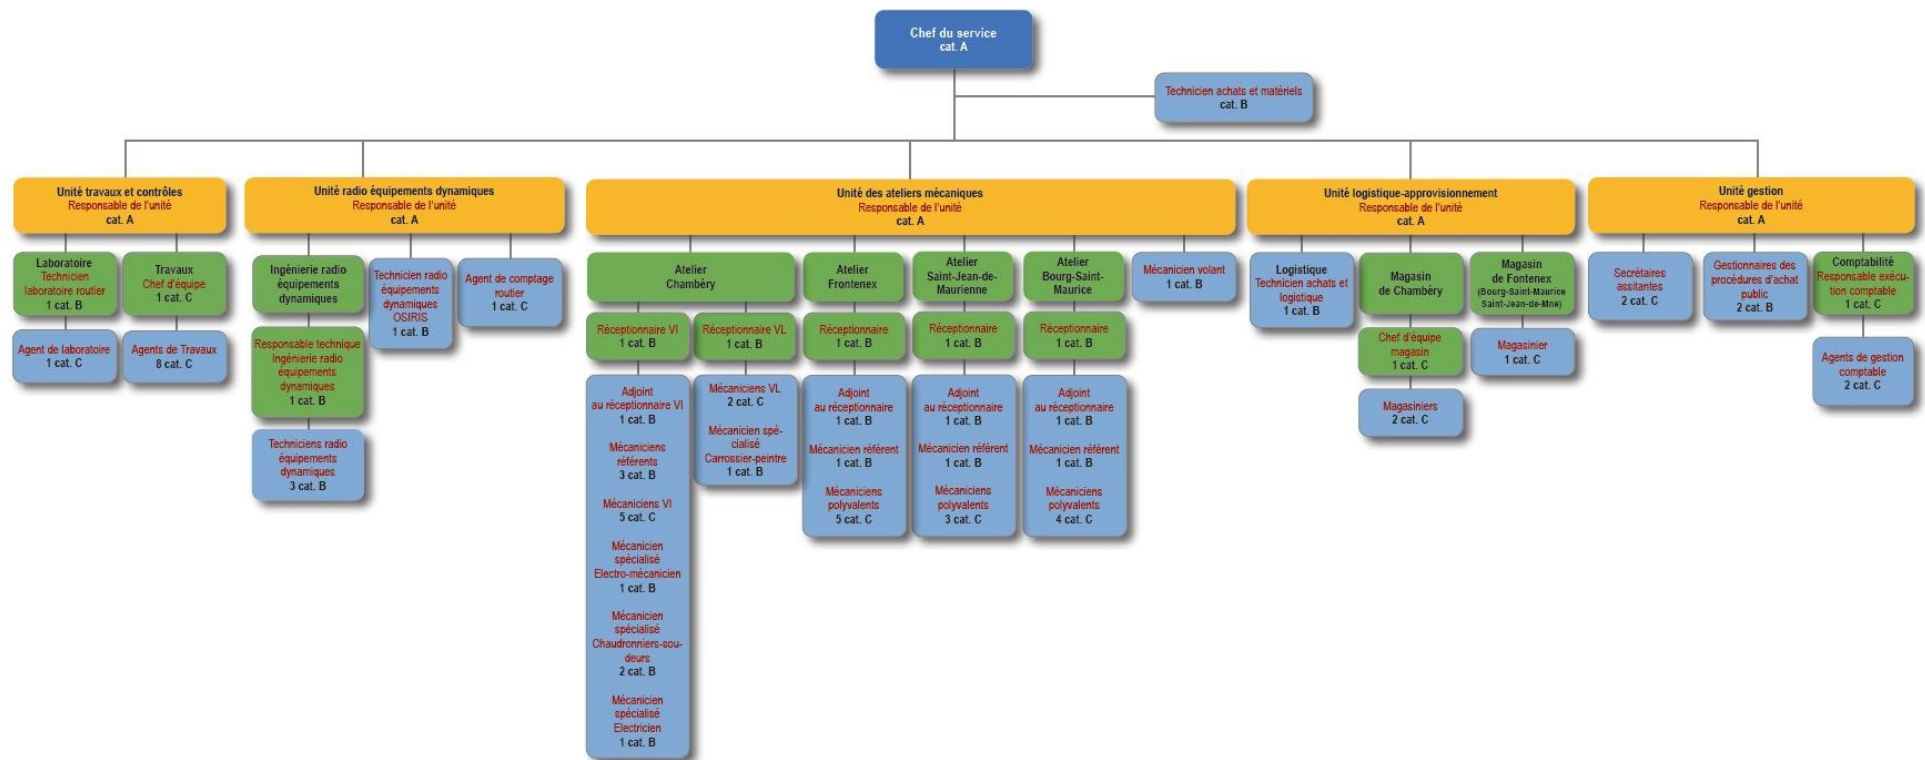 Chef du service
cat. A
Technicien achats et matériels
cat. B
Unité travaux et contrôles
Responsable de l'unité
cat. A
Laboratoire
Technicien
laboratoire routier
1 cat. B
Agent de laboratoire
1 cat. C
Travaux
Chef d'équipe
1 cat. C
Agents de Travaux
8 cat. C
Unité radio équipements dynamiques
Responsable de l'unité
cat. A
Ingénierie radio
équipements
dynamiques
Responsable technique
Ingénierie radio
équipements
dynamiques
1 cat. B
Techniciens radio
équipements
dynamiques
3 cat. B
Technicien radio
équipements
dynamiques
OSIRIS
1 cat. B
Agent de comptage
routier
1 cat. C
Unité des ateliers mécaniques
Responsable de l'unité
cat. A
Atelier
Chambéry
Réceptionnaire VI
1 cat. B
Adjoint
au réceptionnaire VI
1 cat. B
Mécaniciens
référents
3 cat. B
Mécaniciens VI
5 cat. C
Mécanicien
spécialisé
Electro-mécanicien
1 cat. B
Mécanicien
spécialisé
Chaudronniers-sou-
deurs
2 cat. B
Mécanicien
spécialisé
Electricien
1 cat. B
Réceptionnaire VL
1 cat. B
Mécaniciens VL
2 cat. C
Mécanicien spé-
cialisé
Carrossier-peintre
1 cat. B
Atelier
Frontenex
Réceptionnaire
1 cat. B
Adjoint
au réceptionnaire
1 cat. B
Mécanicien référent
1 cat. B
Mécaniciens
polyvalents
5 cat. C
Atelier
Saint-Jean-de-
Maurienne
Réceptionnaire
1 cat. B
Adjoint
au réceptionnaire
1 cat. B
Mécanicien référent
1 cat. B
Mécaniciens
polyvalents
3 cat. C
Atelier
Bourg-Saint-
Maurice
Réceptionnaire
1 cat. B
Adjoint
au réceptionnaire
1 cat. B
Mécanicien référent
1 cat. B
Mécaniciens
polyvalents
4 cat. C
Mécanicien volant
1 cat. B
Unité logistique-approvisionnement
Responsable de l'unité
cat. A
Logistique
Technicien achats et
logistique
1 cat. B
Magasin
de Chambéry
Chef d'équipe
magasin
1 cat. C
Magasiniers
2 cat. C
Magasin
de Fontenex
(Bourg-Saint-Maurice
Saint-Jean-de-Mne)
Magasinier
1 cat. C
Unité gestion
Responsable de l'unité
cat. A
Secrétaires
assitantes
2 cat. C
Gestionnaires des
procédures d'achat
public
2 cat. B
Comptabilité
Responsable exécu-
tion comptable
1 cat. C
Agents de gestion
comptable
2 cat. C